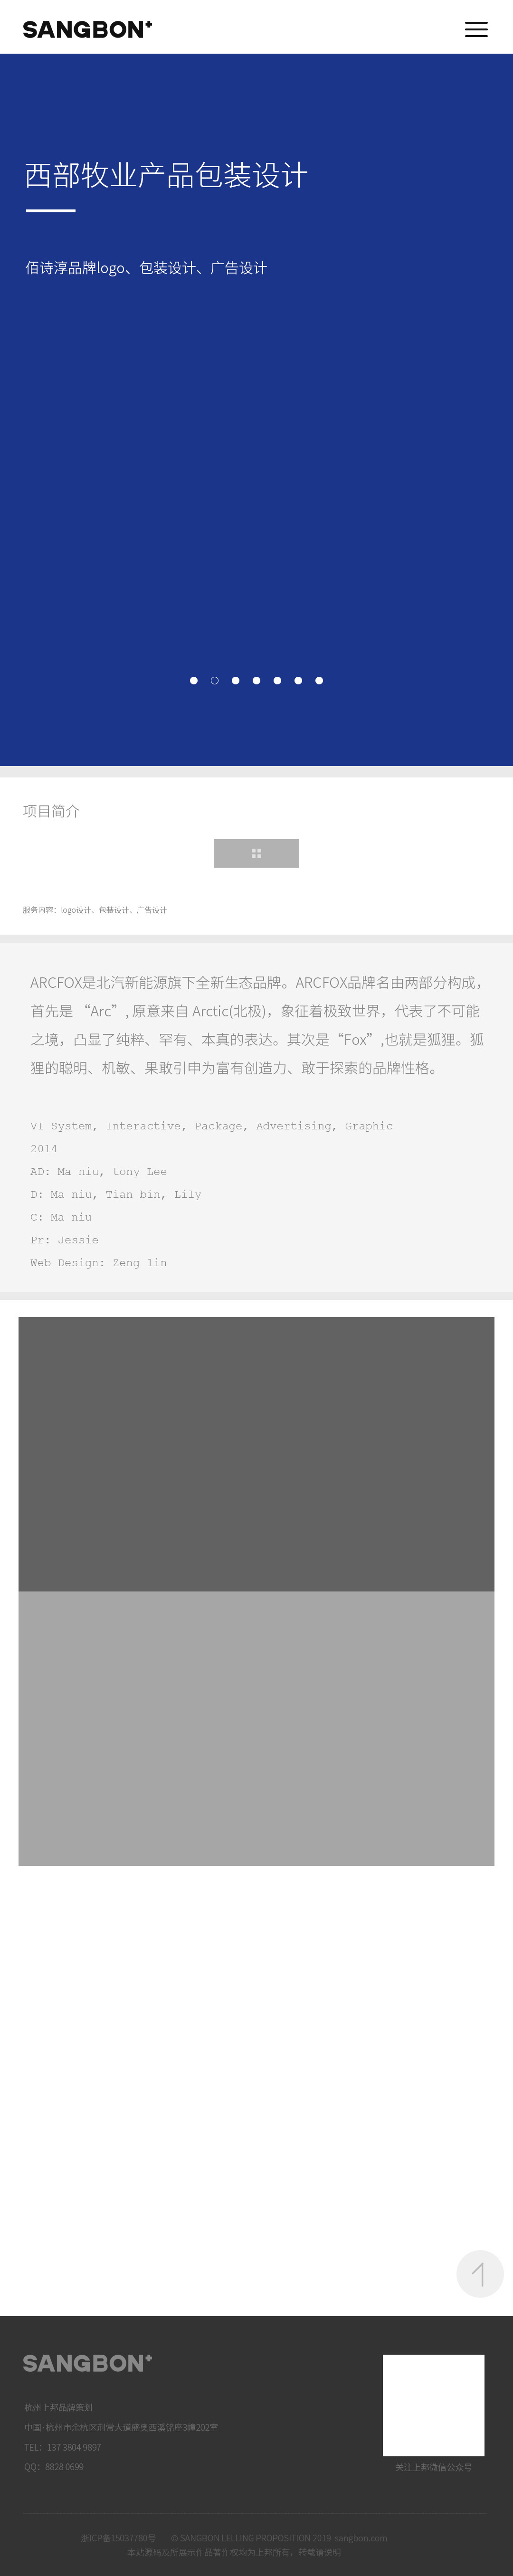 SANGBON+
西部牧业产品包装设计
佰诗淳品牌logo、包装设计、广告设计
项目简介
服务内容：logo设计、包装设计、广告设计
ARCFOX是北汽新能源旗下全新生态品牌。ARCFOX品牌名由两部分构成，
首先是 “Arc”, 原意来自 Arctic(北极)，象征着极致世界，代表了不可能
之境，凸显了纯粹、罕有、本真的表达。其次是“Fox”,也就是狐狸。狐
狸的聪明、机敏、果敢引申为富有创造力、敢于探索的品牌性格。
VI System, Interactive, Package, Advertising, Graphic
2014
AD: Ma niu, tony Lee
D: Ma niu, Tian bin, Lily
C: Ma niu
Pr: Jessie
Web Design: Zeng lin
SANGBON+
杭州上邦品牌策划
中国·杭州市余杭区荆常大道盛奥西溪铭座3幢202室
TEL：137 3804 9897
QQ：8828 0699
关注上邦微信公众号
浙ICP备15037780号 © SANGBON LELLING PROPOSITION 2019 sangbon.com
本站源码及所展示作品著作权均为上邦所有，转载请说明